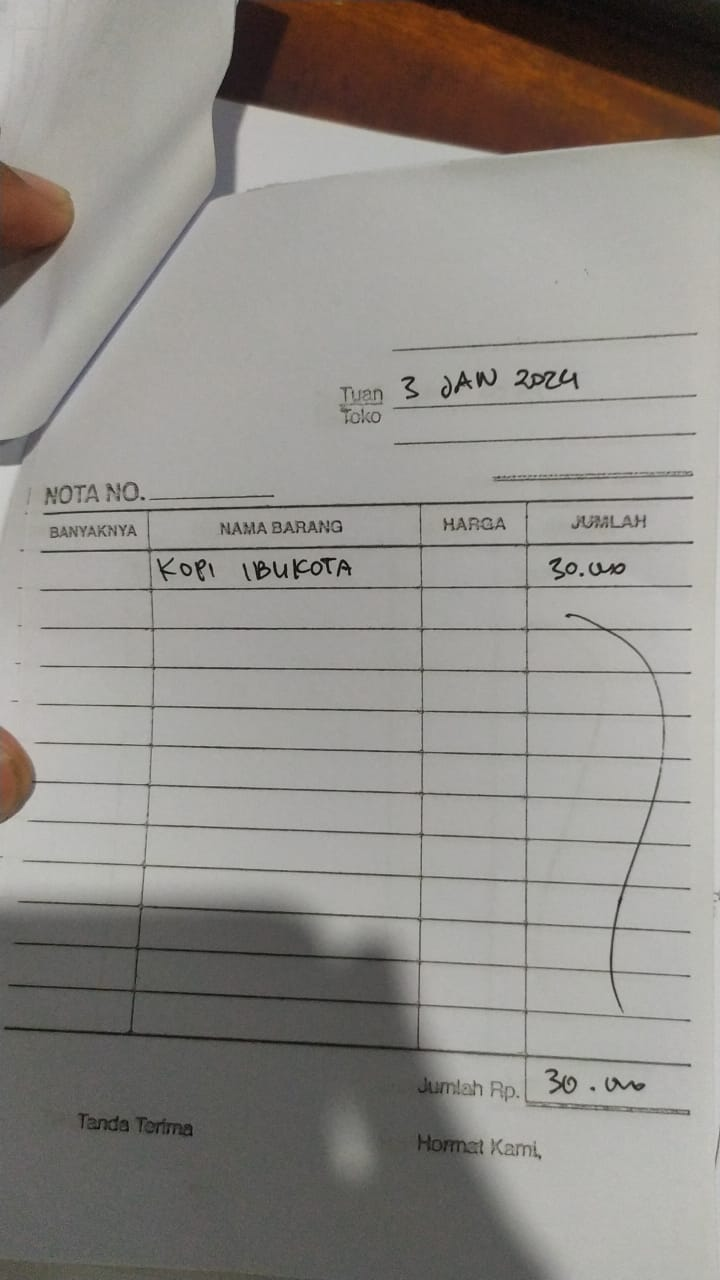 3 JAN 2024
Tuan
Toko
NOTA NO.
BANYAKNYA NAMA BARANG HARGA JUMLAH
KOPI IBUKOTA 30.000
Jumlah Rp. 30.000
Tanda Terima
Hormat Kami,